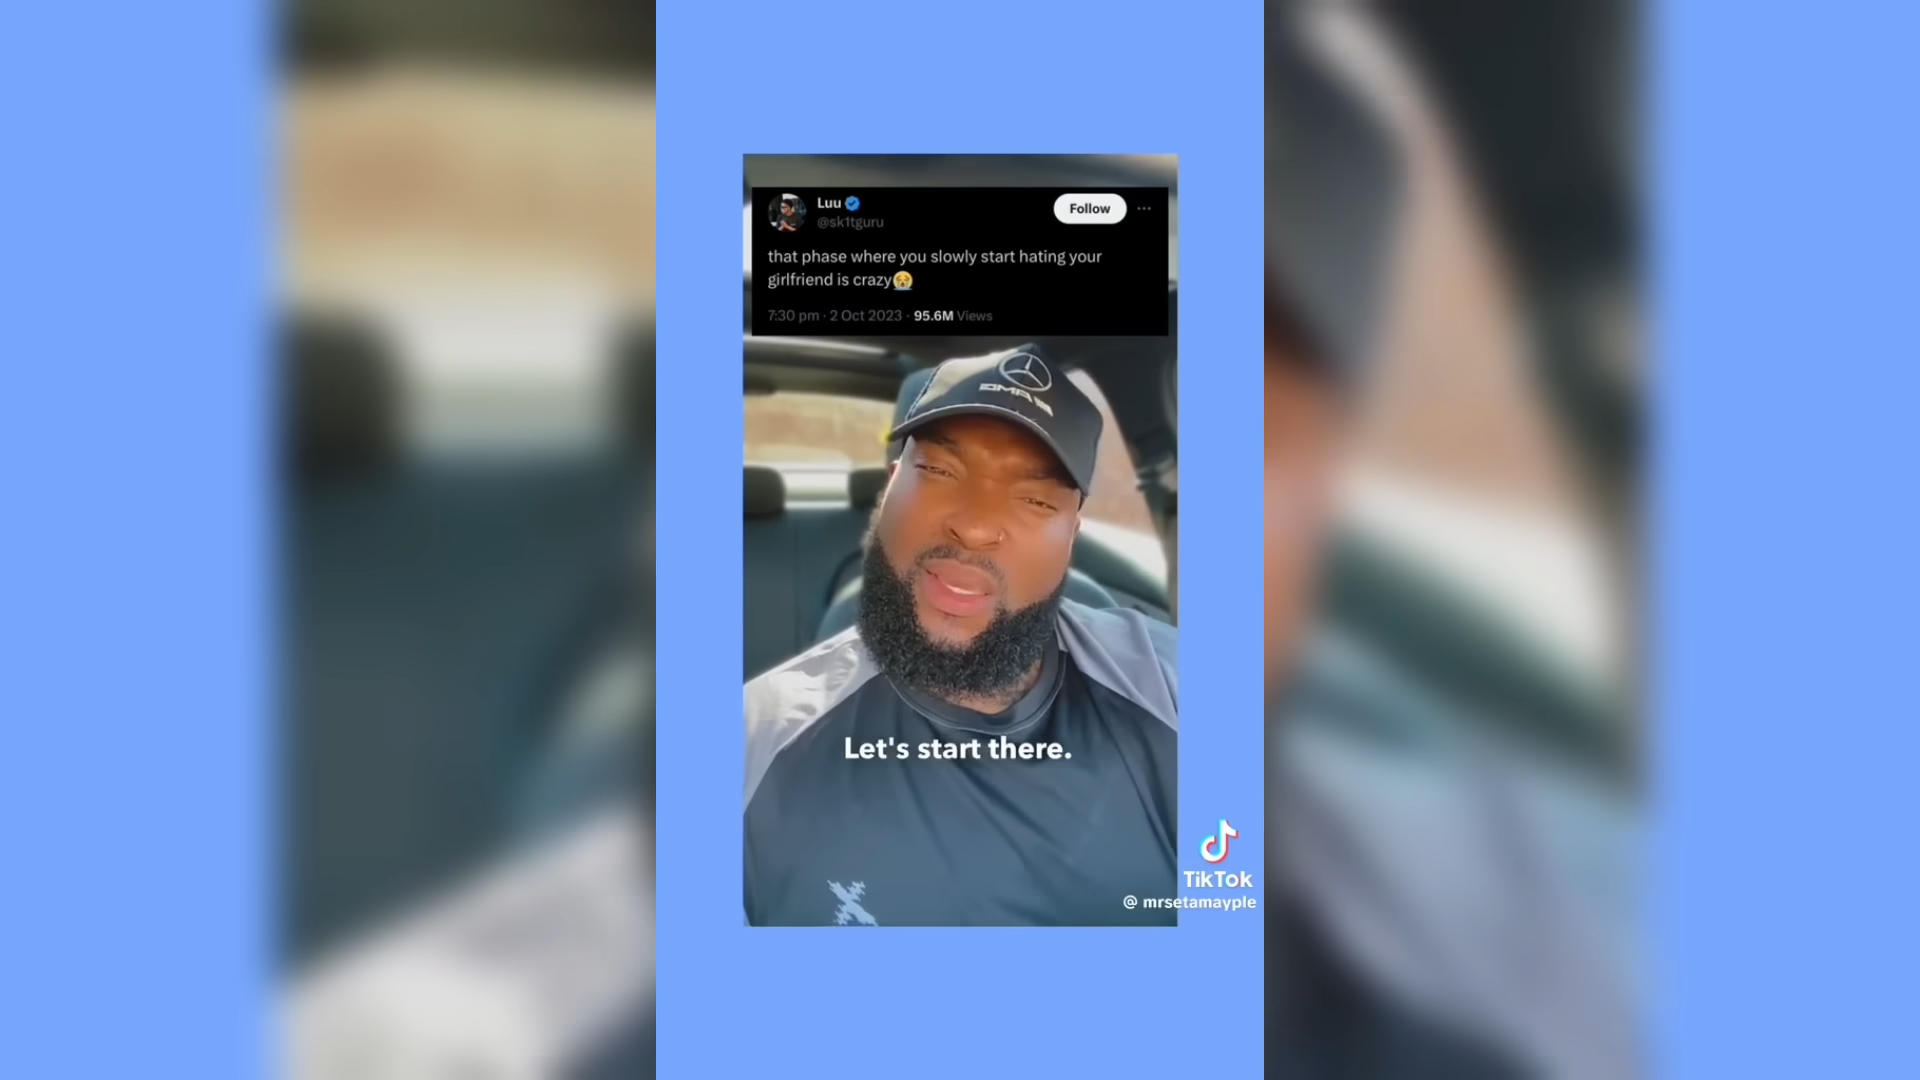 Luu
Follow
@sk1tguru
that phase where you slowly start hating your
girlfriend is crazy😭
7:30 pm · 2 Oct 2023 · 95.6M Views
Let's start there.
TikTok
@ mrsetamayple